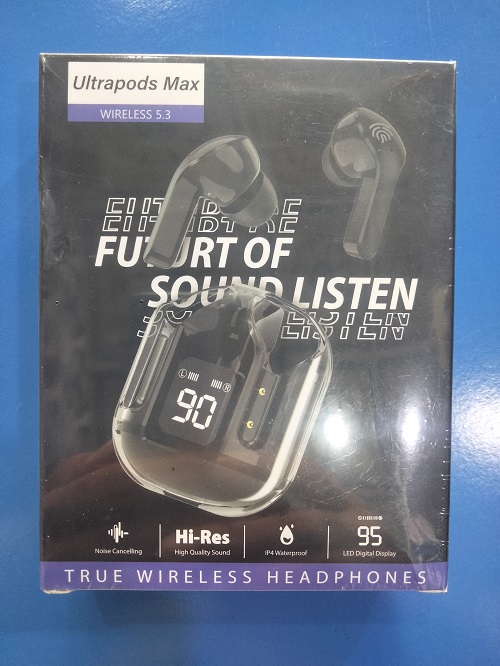 Ultrapods Max
WIRELESS 5.3
FUTURT OF
SOUND LISTEN
LISTEN
L R
90
Noise Cancelling
Hi-Res
High Quality Sound
IP4 Waterproof
95
LED Digital Display
TRUE WIRELESS HEADPHONES